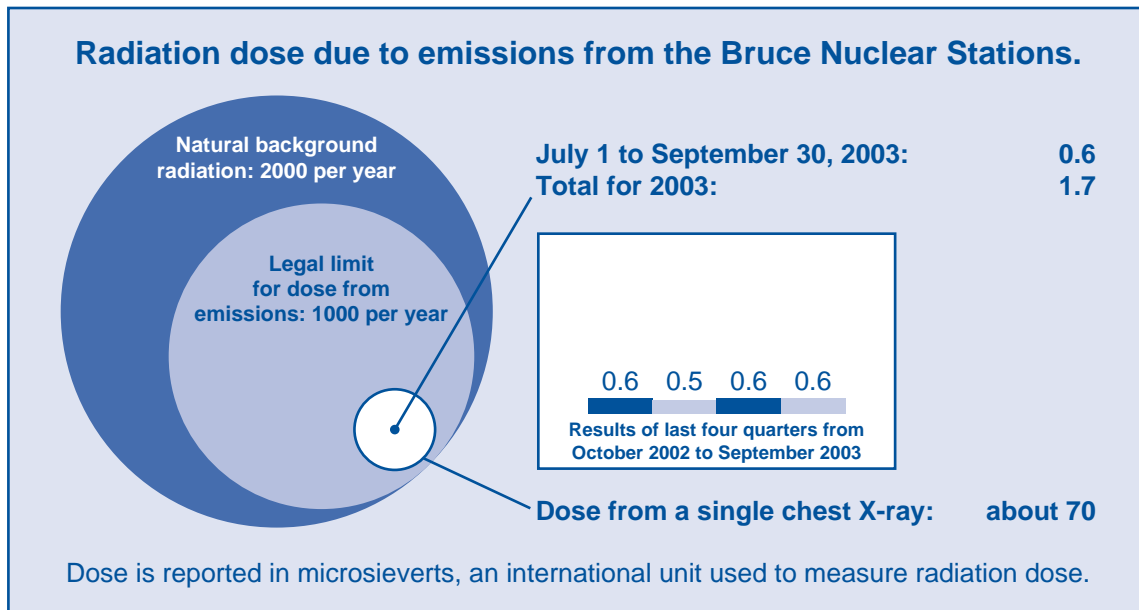 Radiation dose due to emissions from the Bruce Nuclear Stations.
Natural background
radiation: 2000 per year
Legal limit
for dose from
emissions: 1000 per year
July 1 to September 30, 2003: 0.6
Total for 2003: 1.7
0.6 0.5 0.6 0.6
Results of last four quarters from
October 2002 to September 2003
Dose from a single chest X-ray: about 70
Dose is reported in microsieverts, an international unit used to measure radiation dose.